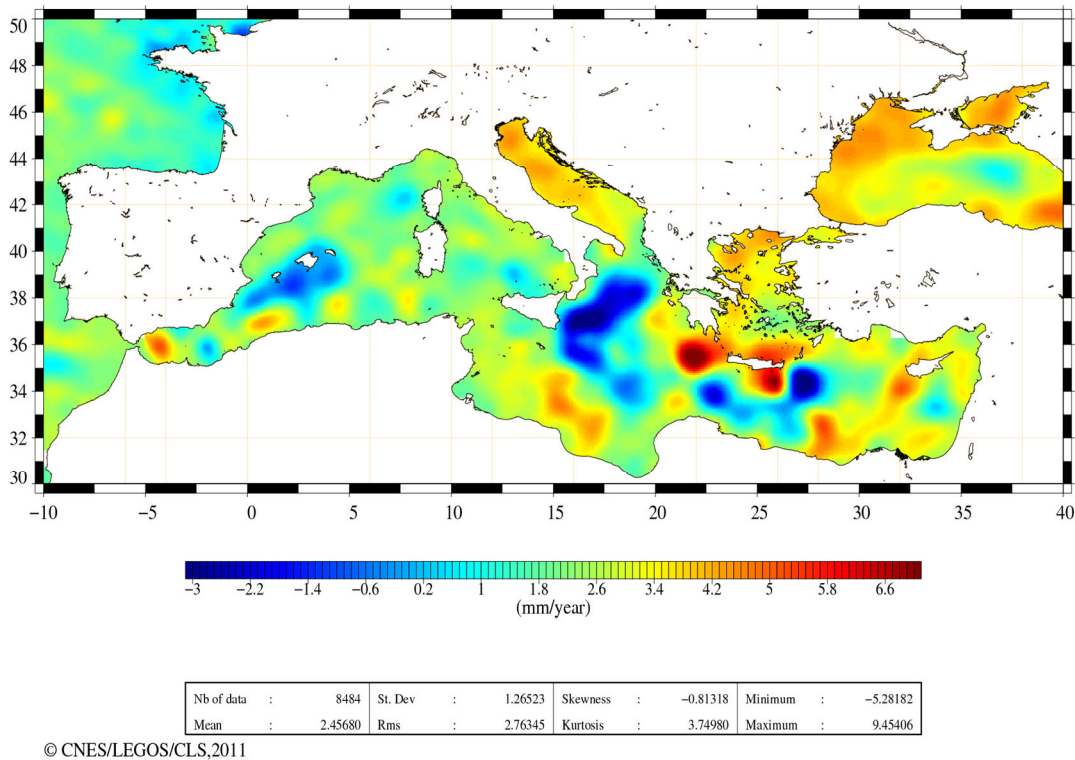 50
48
46
44
42
40
38
36
34
32
30
−10 −5 0 5 10 15 20 25 30 35 40
−3 −2.2 −1.4 −0.6 0.2 1 1.8 2.6 3.4 4.2 5 5.8 6.6
(mm/year)
Nb of data : 8484 St. Dev : 1.26523 Skewness : −0.81318 Minimum : −5.28182
Mean : 2.45680 Rms : 2.76345 Kurtosis : 3.74980 Maximum : 9.45406
© CNES/LEGOS/CLS,2011